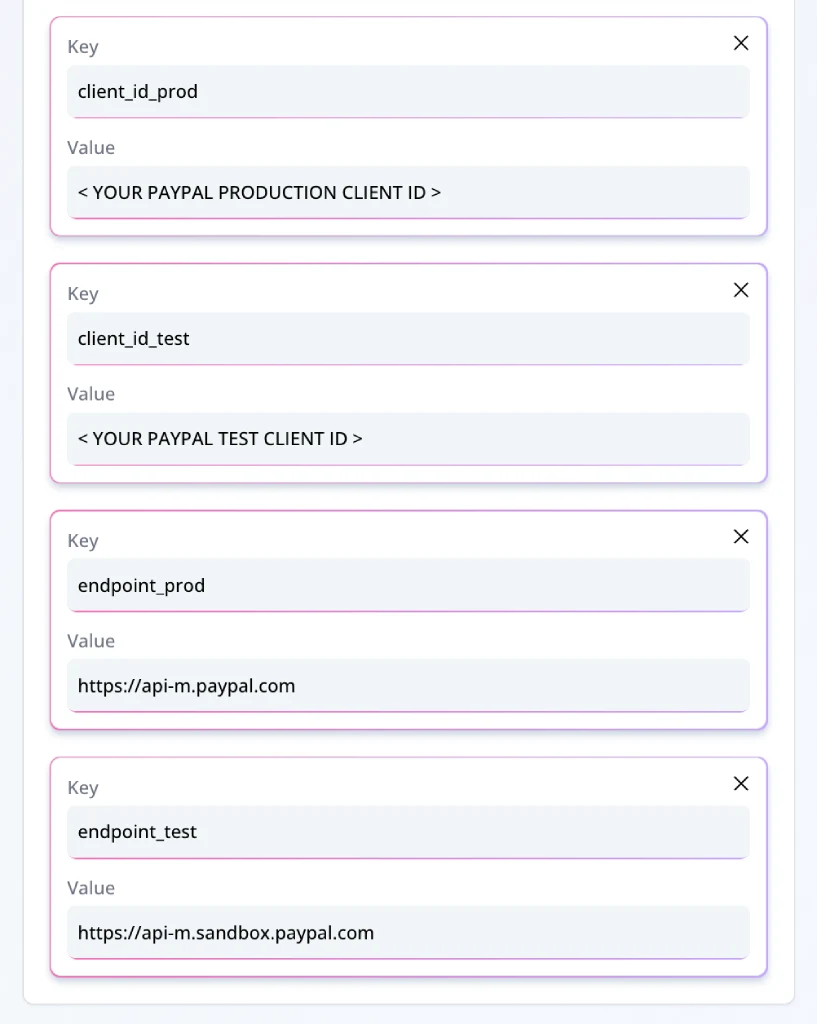 Key
client_id_prod
Value
< YOUR PAYPAL PRODUCTION CLIENT ID >
Key
client_id_test
Value
< YOUR PAYPAL TEST CLIENT ID >
Key
endpoint_prod
Value
https://api-m.paypal.com
Key
endpoint_test
Value
https://api-m.sandbox.paypal.com